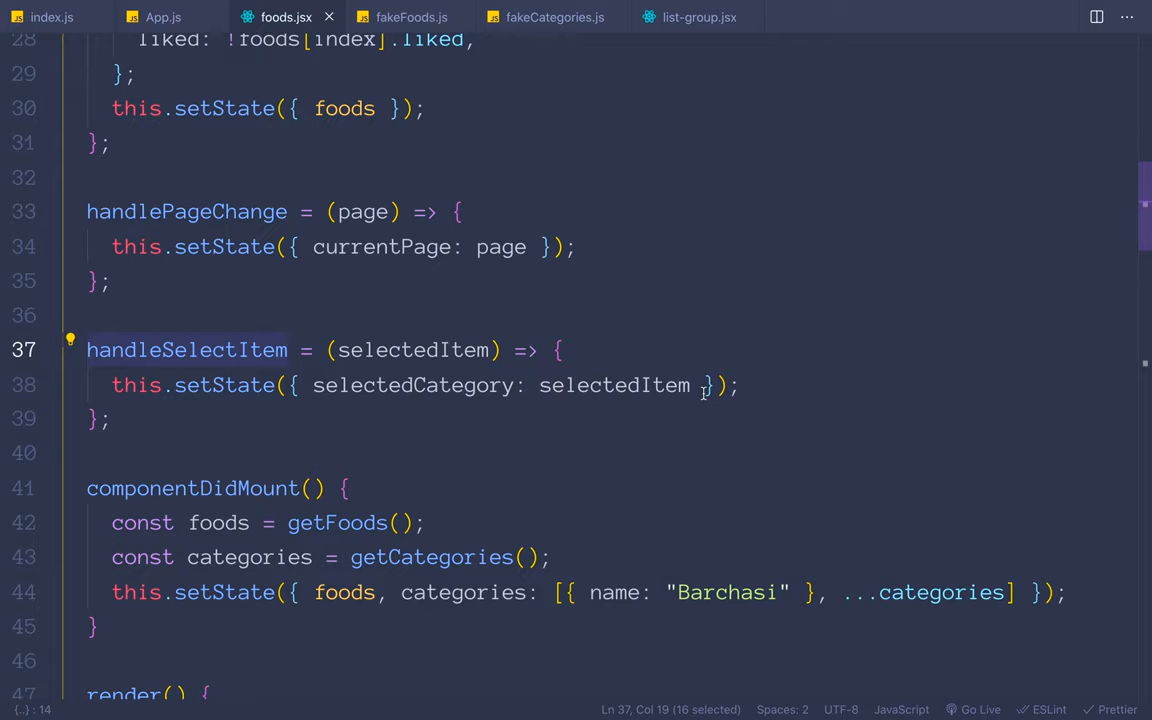 index.js App.js foods.jsx fakeFoods.js fakeCategories.js list-group.jsx
28 liked: !foods[index].liked,
29 };
30 this.setState({ foods });
31 };
32
33 handlePageChange = (page) => {
34 this.setState({ currentPage: page });
35 };
36
37 handleSelectItem = (selectedItem) => {
38 this.setState({ selectedCategory: selectedItem });
39 };
40
41 componentDidMount() {
42 const foods = getFoods();
43 const categories = getCategories();
44 this.setState({ foods, categories: [{ name: "Barchasi" }, ...categories] });
45 }
46
47 render() {
{..} : 14 Ln 37, Col 19 (16 selected) Spaces: 2 UTF-8 JavaScript Go Live ESLint Prettier